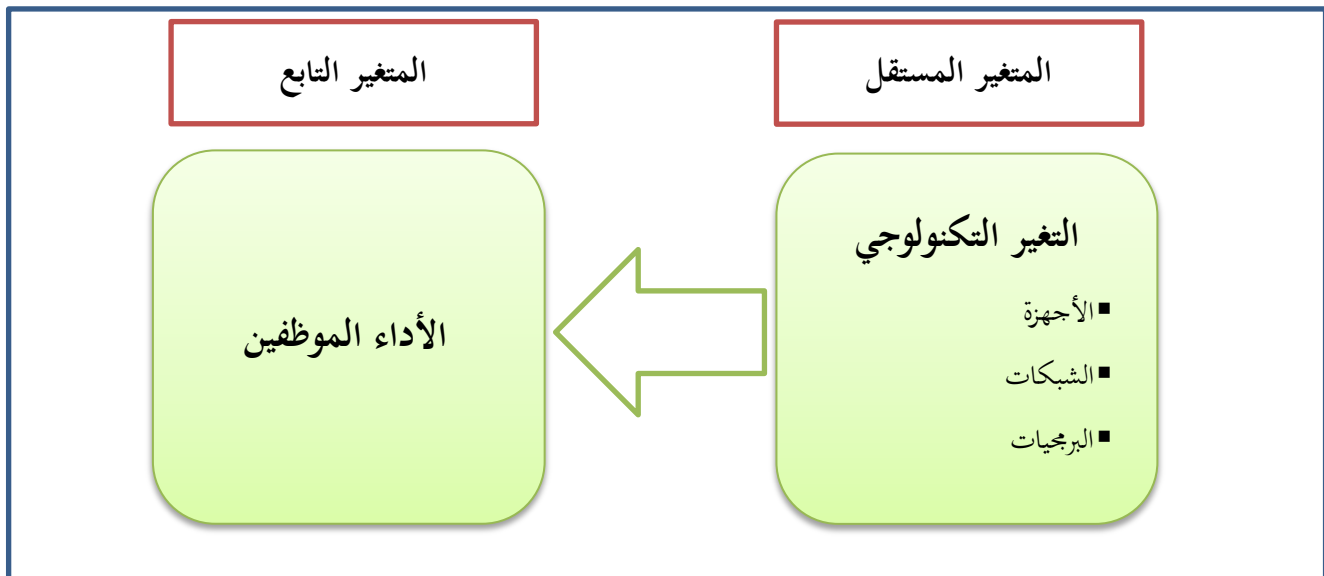 المتغير المستقل
المتغير التابع
التغير التكنولوجي
▪الأجهزة
▪الشبكات
▪البرمجيات
الأداء الموظفين